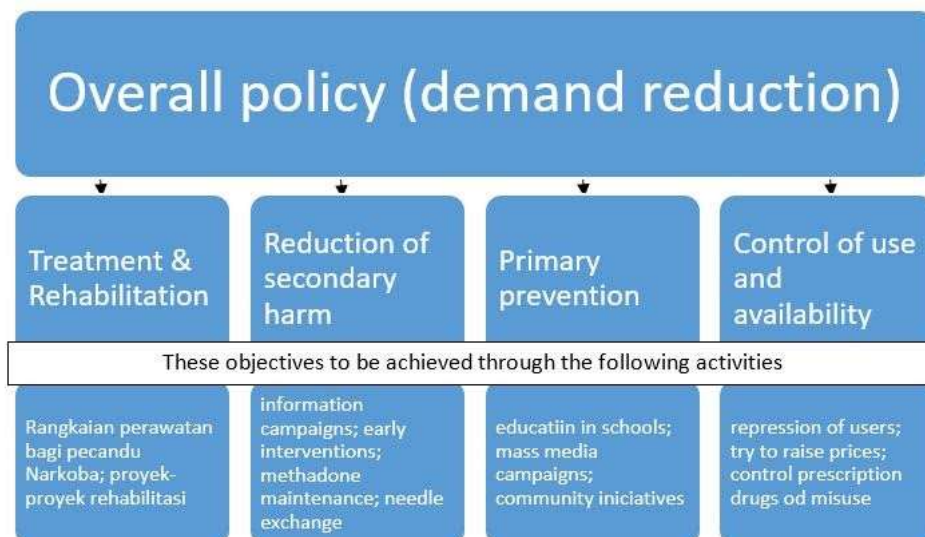 Overall policy (demand reduction)
Treatment &
Rehabilitation
Reduction of
secondary
harm
Primary
prevention
Control of use
and
availability
These objectives to be achieved through the following activities
Rangkaian perawatan
bagi pecandu
Narkoba; proyek-
proyek rehabilitasi
information
campaigns; early
interventions;
methadone
maintenance; needle
exchange
educatiin in schools;
mass media
campaigns;
community iniciatives
repression of users;
try to raise prices;
control prescription
drugs od misuse